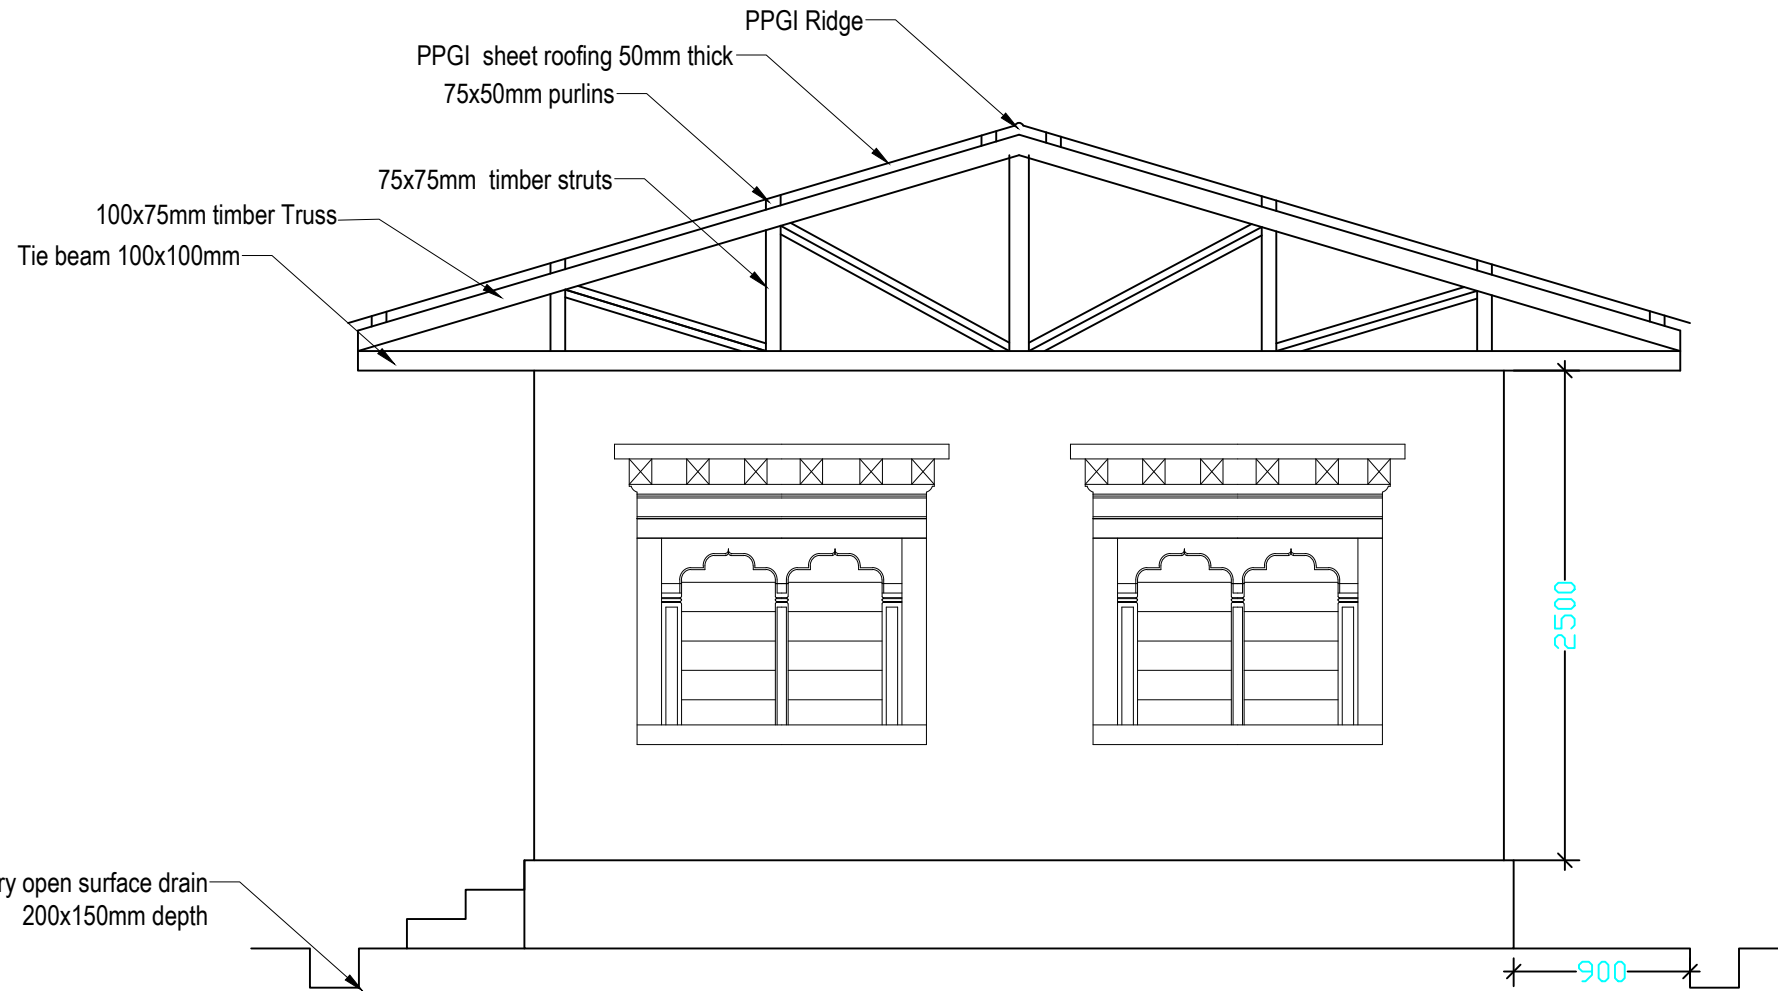 PPGI Ridge
PPGI sheet roofing 50mm thick
75x50mm purlins
75x75mm timber struts
100x75mm timber Truss
Tie beam 100x100mm
2500
open surface drain
200x150mm depth
900